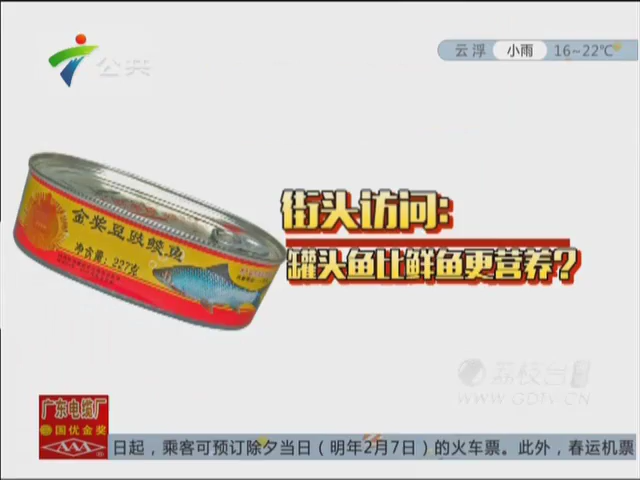 公共
云浮 小雨 16~22℃
金奖豆豉鲮鱼
净含量:227克
街头访问:
罐头鱼比鲜鱼更营养?
荔枝台
WWW.GDTV.CN
广东电缆厂
国优金奖
日起，乘客可预订除夕当日（明年2月7日）的火车票。此外，春运机票